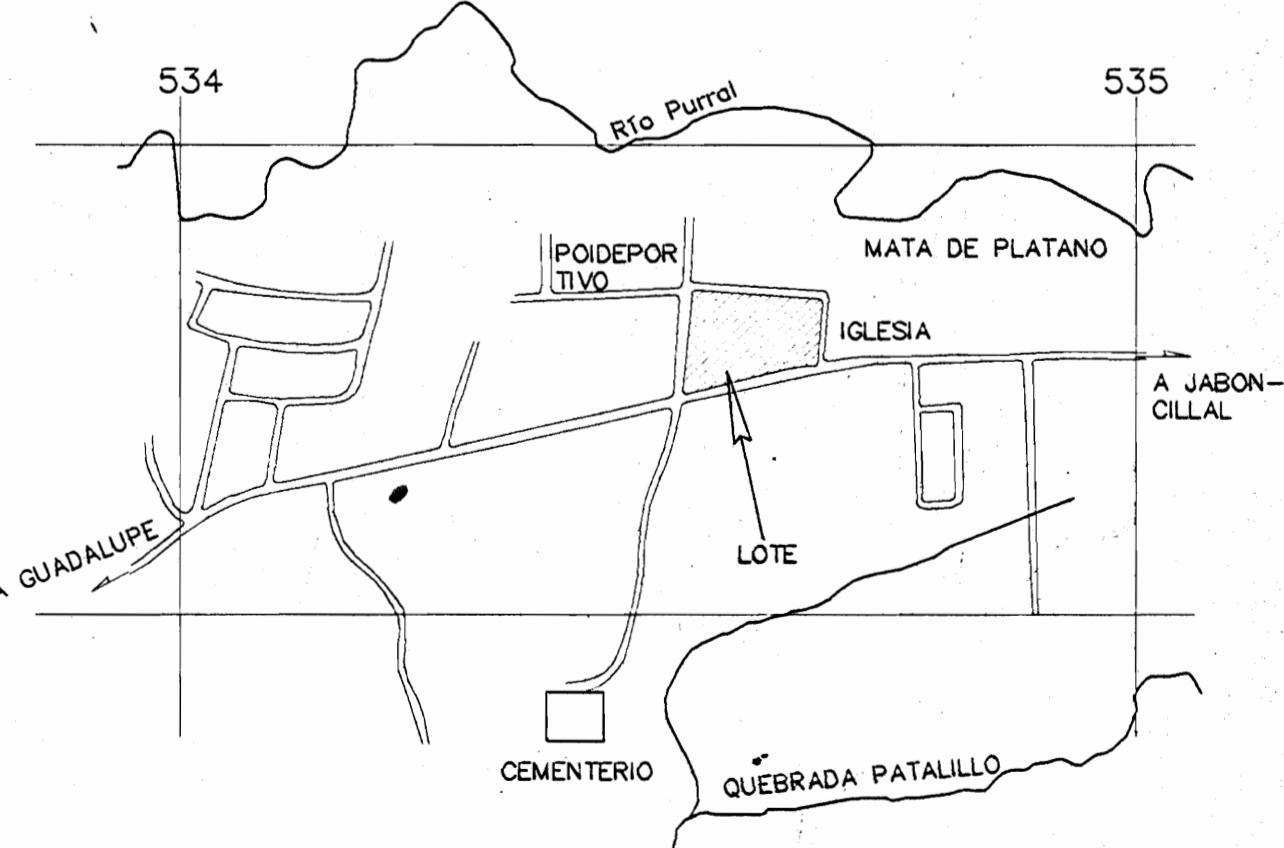 534
535
Río Purral
MATA DE PLATANO
POIDEPOR
TIVO
IGLESIA
A JABON-
CILLAL
LOTE
A GUADALUPE
CEMENTERIO
QUEBRADA PATALILLO